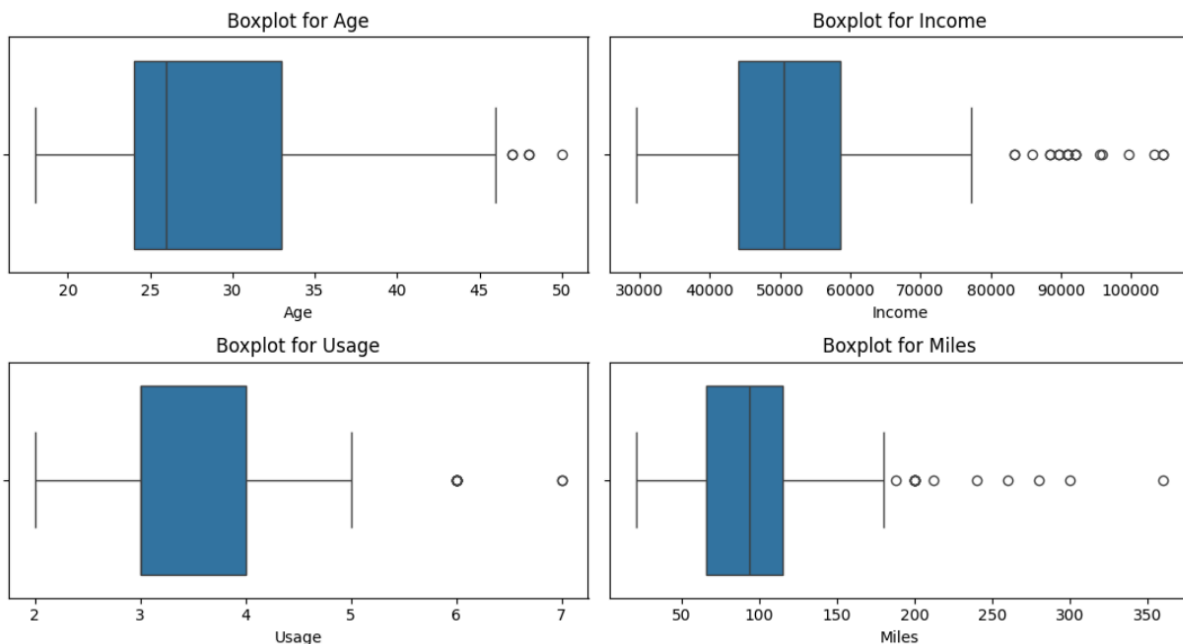 Boxplot for Age
20 25 30 35 40 45 50
Age
Boxplot for Income
30000 40000 50000 60000 70000 80000 90000 100000
Income
Boxplot for Usage
2 3 4 5 6 7
Usage
Boxplot for Miles
50 100 150 200 250 300 350
Miles